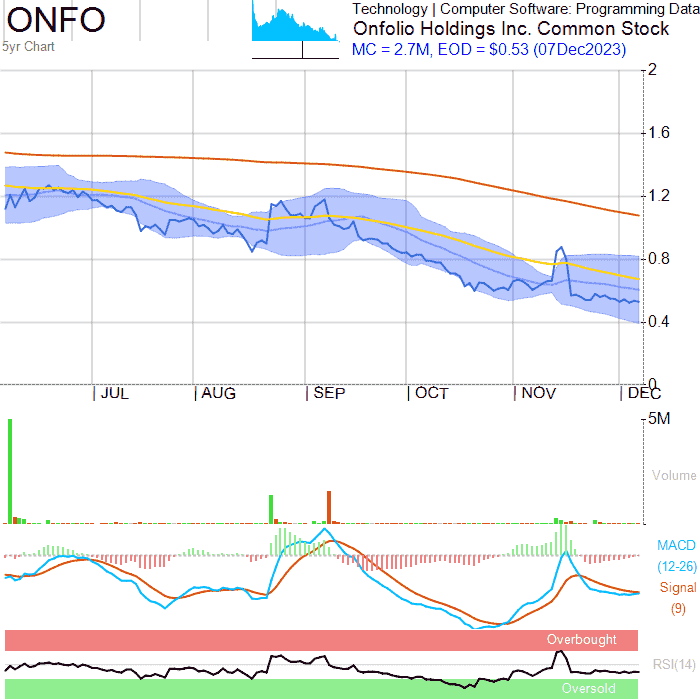 ONFO
5yr Chart
Technology | Computer Software: Programming Data
Onfolio Holdings Inc. Common Stock
MC = 2.7M, EOD = $0.53 (07Dec2023)
2
1.6
1.2
0.8
0.4
0
JUL AUG SEP OCT NOV DEC
5M
Volume
MACD
(12-26)
Signal
(9)
Overbought
RSI(14)
Oversold